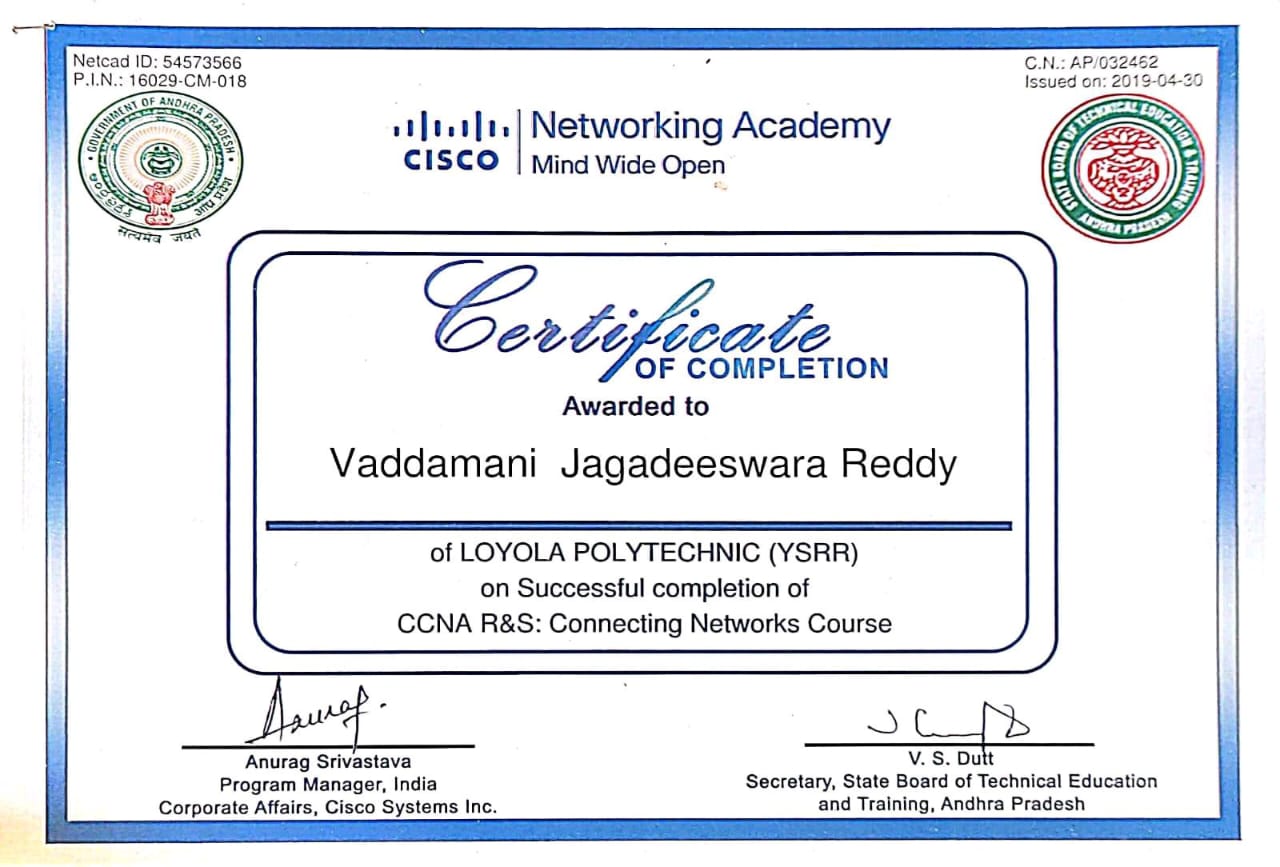 Netcad ID: 54573566
P.I.N.: 16029-CM-018
C.N.: AP/032462
Issued on: 2019-04-30
GOVERNMENT OF ANDHRA PRADESH
सत्यमेव जयते
STATE BOARD OF TECHNICAL EDUCATION & TRAINING
ANDHRA PRADESH
CISCO
Networking Academy
Mind Wide Open
Certificate
OF COMPLETION
Awarded to
Vaddamani Jagadeeswara Reddy
of LOYOLA POLYTECHNIC (YSRR)
on Successful completion of
CCNA R&S: Connecting Networks Course
Anurag Srivastava
Program Manager, India
Corporate Affairs, Cisco Systems Inc.
V. S. Dutt
Secretary, State Board of Technical Education
and Training, Andhra Pradesh